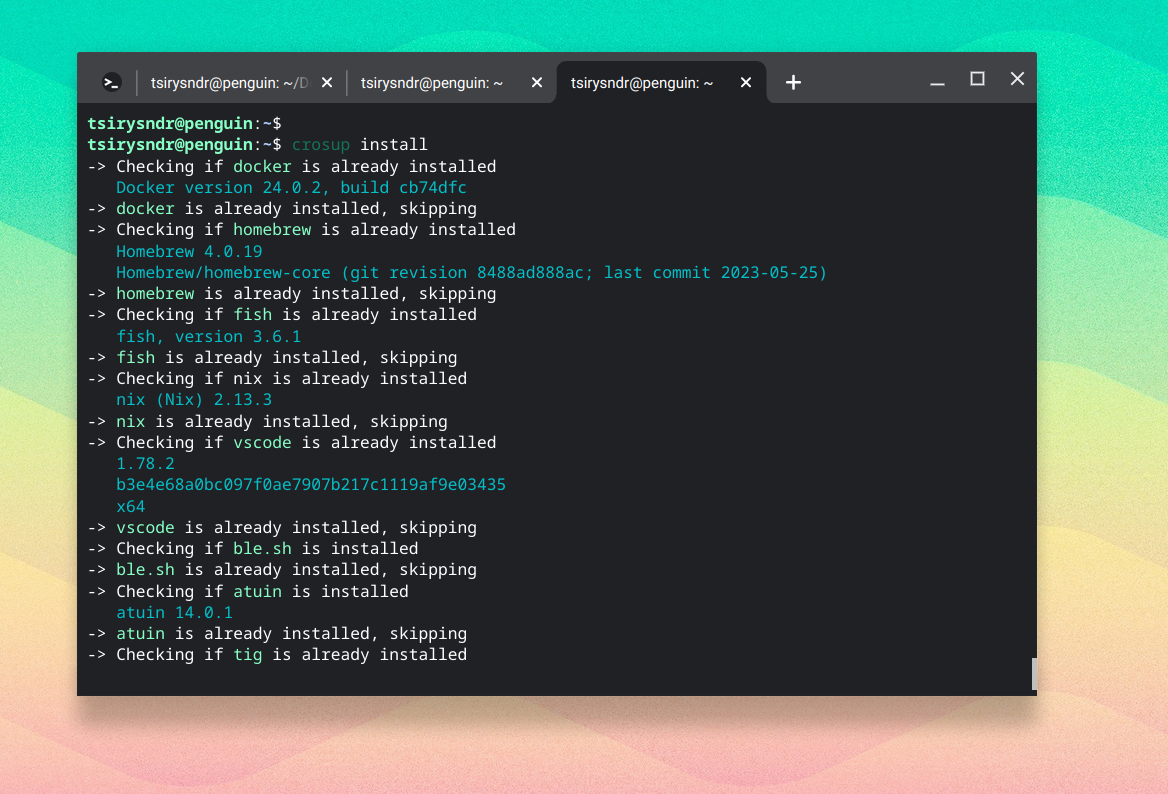 tsirysndr@penguin: ~/D
tsirysndr@penguin: ~
tsirysndr@penguin: ~
tsirysndr@penguin:~$
tsirysndr@penguin:~$ crosup install
-> Checking if docker is already installed
Docker version 24.0.2, build cb74dfc
-> docker is already installed, skipping
-> Checking if homebrew is already installed
Homebrew 4.0.19
Homebrew/homebrew-core (git revision 8488ad888ac; last commit 2023-05-25)
-> homebrew is already installed, skipping
-> Checking if fish is already installed
fish, version 3.6.1
-> fish is already installed, skipping
-> Checking if nix is already installed
nix (Nix) 2.13.3
-> nix is already installed, skipping
-> Checking if vscode is already installed
1.78.2
b3e4e68a0bc097f0ae7907b217c1119af9e03435
x64
-> vscode is already installed, skipping
-> Checking if ble.sh is installed
-> ble.sh is already installed, skipping
-> Checking if atuin is installed
atuin 14.0.1
-> atuin is already installed, skipping
-> Checking if tig is already installed